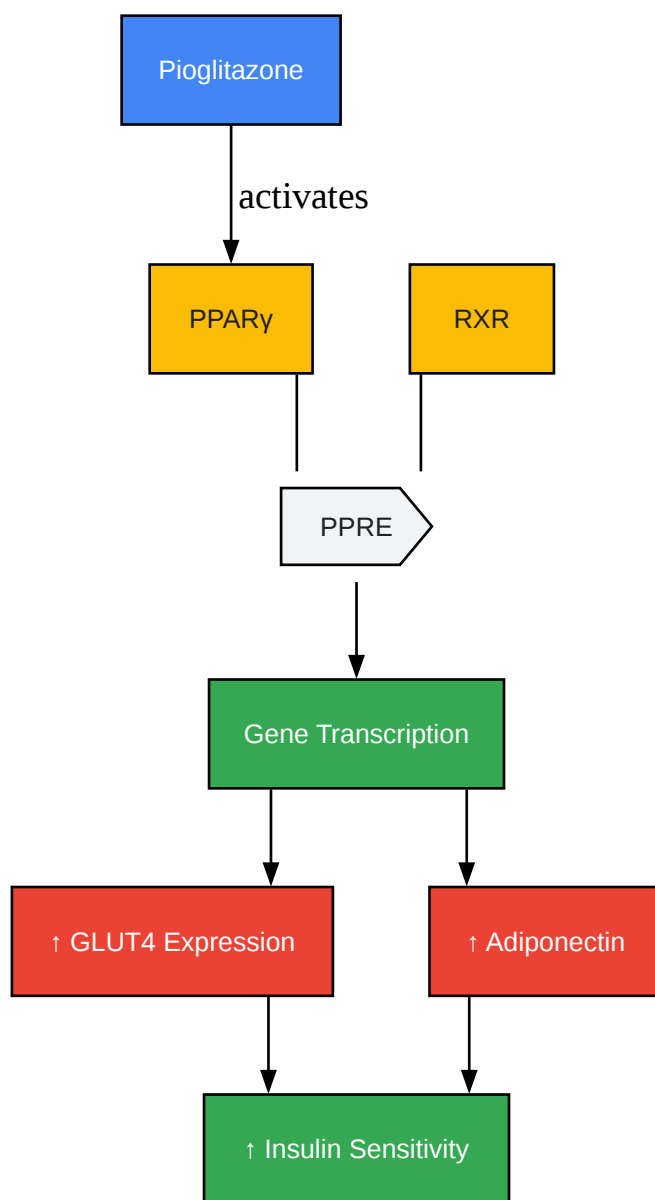 Pioglitazone
activates
PPARγ
RXR
PPRE
Gene Transcription
↑ GLUT4 Expression
↑ Adiponectin
↑ Insulin Sensitivity